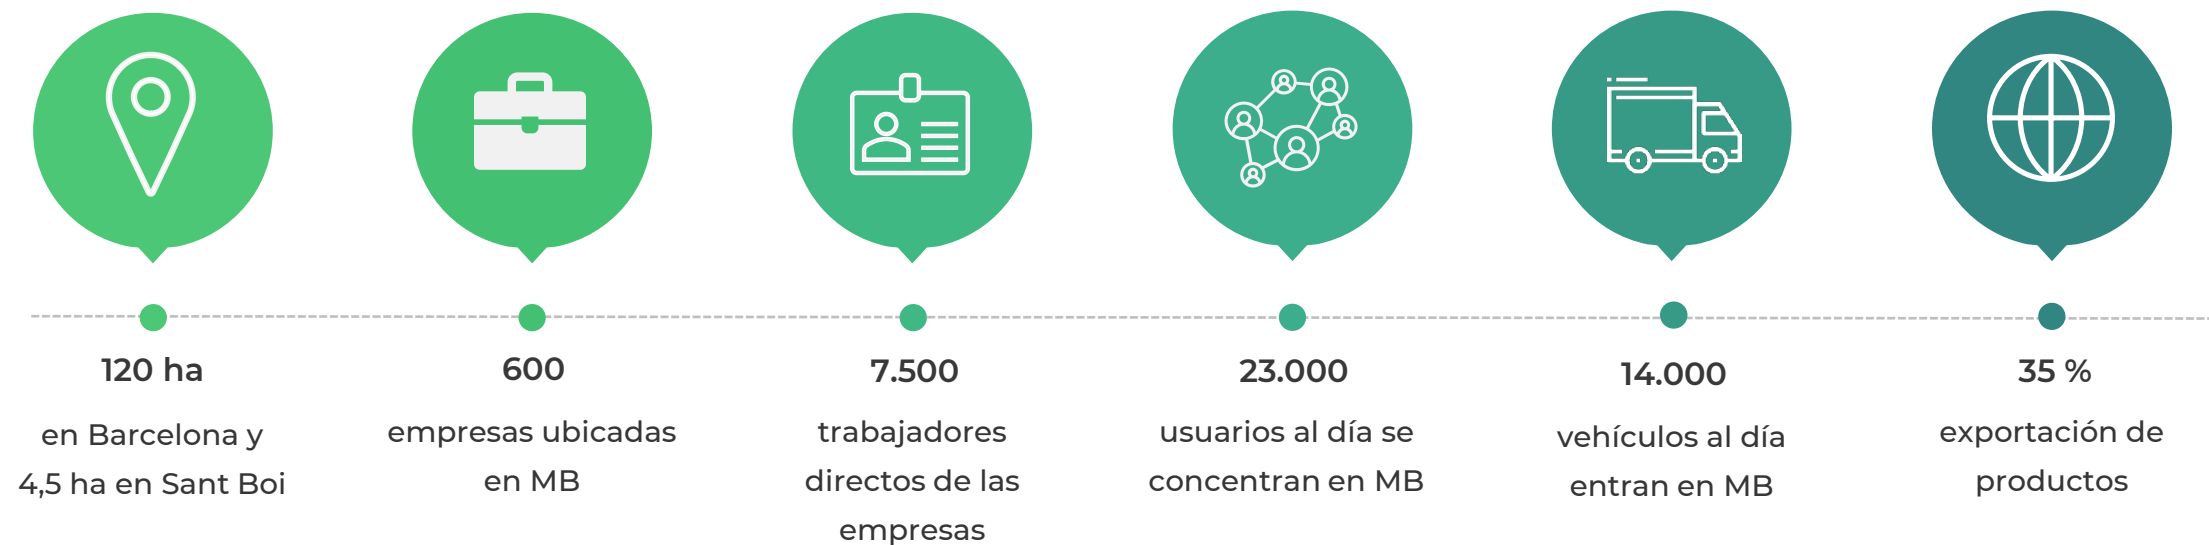 120 ha
en Barcelona y
4,5 ha en Sant Boi
600
empresas ubicadas
en MB
7.500
trabajadores
directos de las
empresas
23.000
usuarios al día se
concentran en MB
14.000
vehículos al día
entran en MB
35 %
exportación de
productos